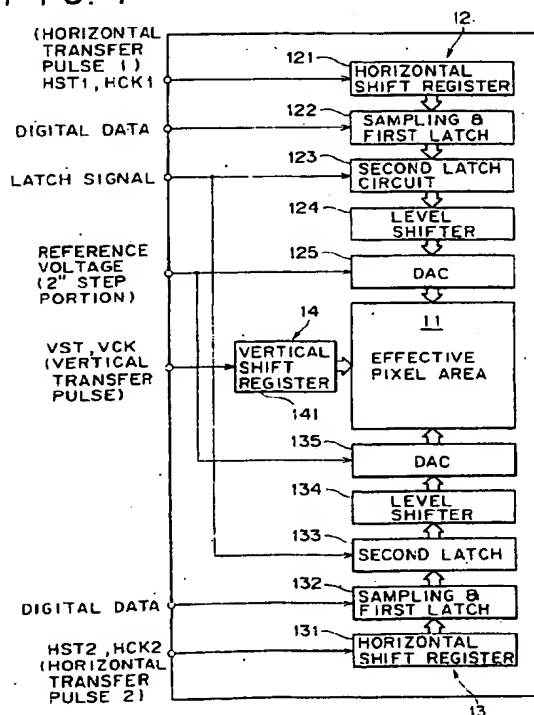 (HORIZONTAL
TRANSFER
PULSE 1)
HST1, HCK1
12
121
HORIZONTAL
SHIFT REGISTER
122
DIGITAL DATA
SAMPLING &
FIRST LATCH
123
LATCH SIGNAL
SECOND LATCH
CIRCUIT
124
LEVEL
SHIFTER
REFERENCE
VOLTAGE
(2" STEP
PORTION)
125
DAC
11
EFFECTIVE
PIXEL AREA
14
VST, VCK
(VERTICAL
TRANSFER
PULSE)
VERTICAL
SHIFT
REGISTER
141
135
DAC
134
LEVEL
SHIFTER
133
SECOND LATCH
132
DIGITAL DATA
SAMPLING &
FIRST LATCH
131
HST2, HCK2
(HORIZONTAL
TRANSFER
PULSE 2)
HORIZONTAL
SHIFT REGISTER
13